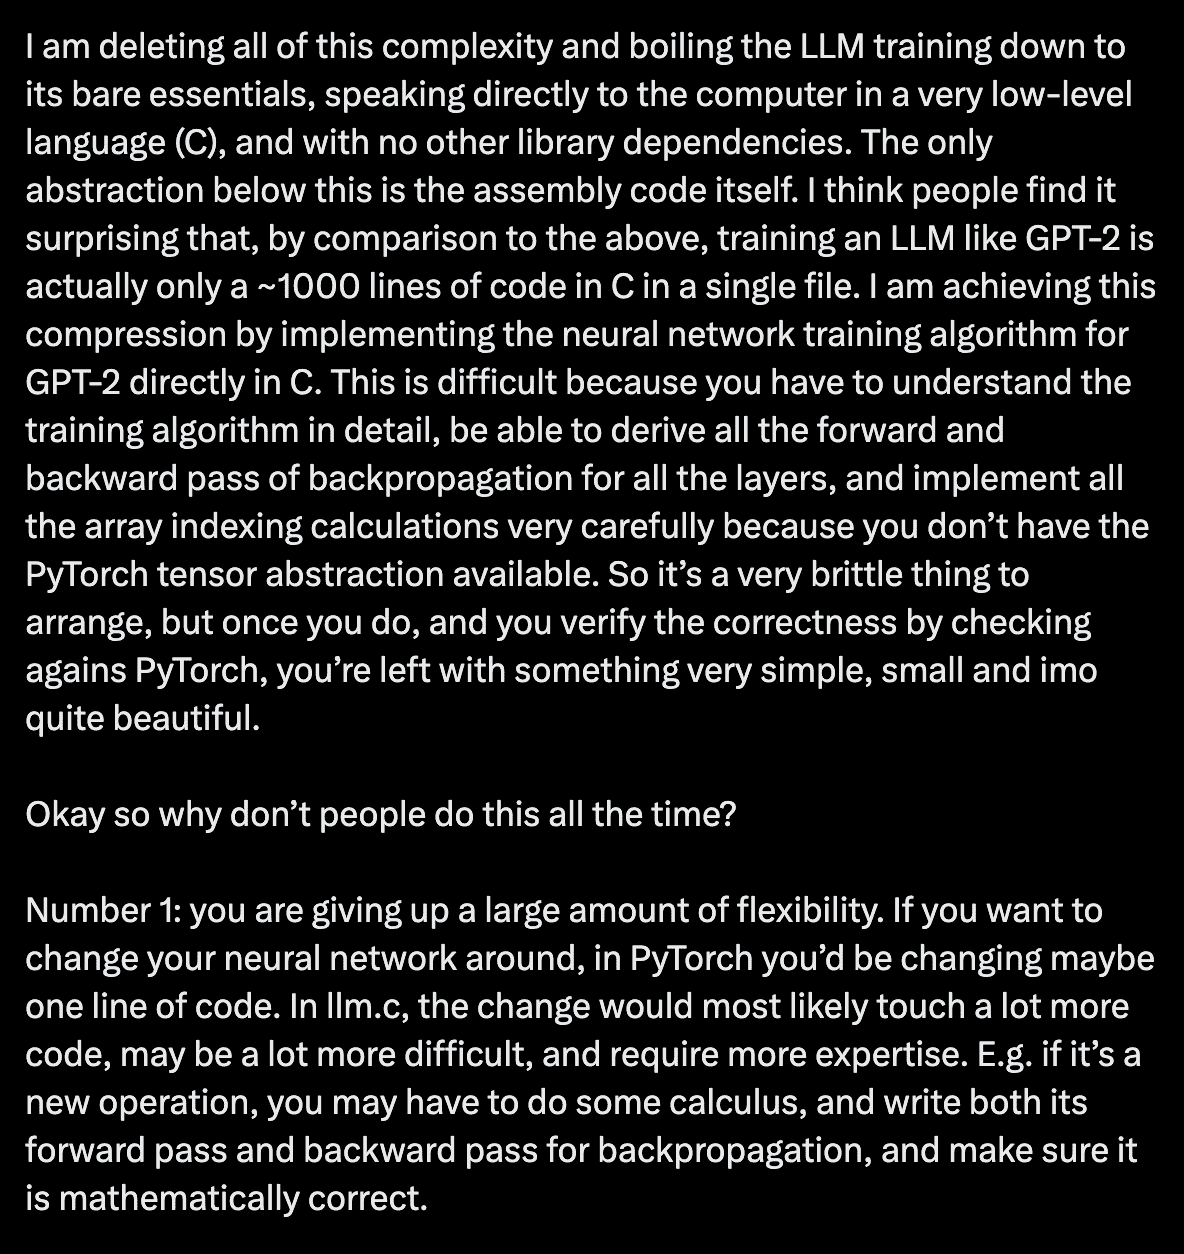 I am deleting all of this complexity and boiling the LLM training down to
its bare essentials, speaking directly to the computer in a very low-level
language (C), and with no other library dependencies. The only
abstraction below this is the assembly code itself. I think people find it
surprising that, by comparison to the above, training an LLM like GPT-2 is
actually only a ~1000 lines of code in C in a single file. I am achieving this
compression by implementing the neural network training algorithm for
GPT-2 directly in C. This is difficult because you have to understand the
training algorithm in detail, be able to derive all the forward and
backward pass of backpropagation for all the layers, and implement all
the array indexing calculations very carefully because you don’t have the
PyTorch tensor abstraction available. So it’s a very brittle thing to
arrange, but once you do, and you verify the correctness by checking
agains PyTorch, you’re left with something very simple, small and imo
quite beautiful.

Okay so why don’t people do this all the time?

Number 1: you are giving up a large amount of flexibility. If you want to
change your neural network around, in PyTorch you’d be changing maybe
one line of code. In llm.c, the change would most likely touch a lot more
code, may be a lot more difficult, and require more expertise. E.g. if it’s a
new operation, you may have to do some calculus, and write both its
forward pass and backward pass for backpropagation, and make sure it
is mathematically correct.